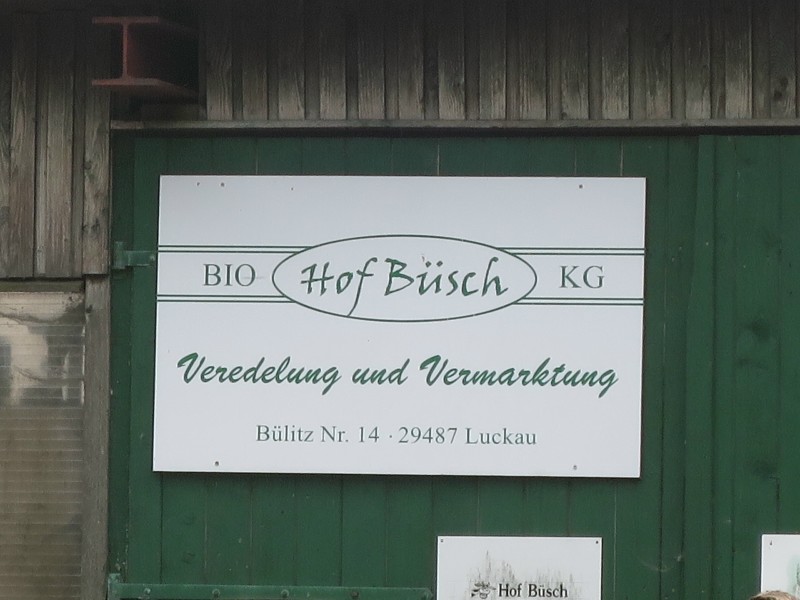 BIO Hof Büsch KG
Veredelung und Vermarktung
Bülitz Nr. 14 · 29487 Luckau
Hof Büsch